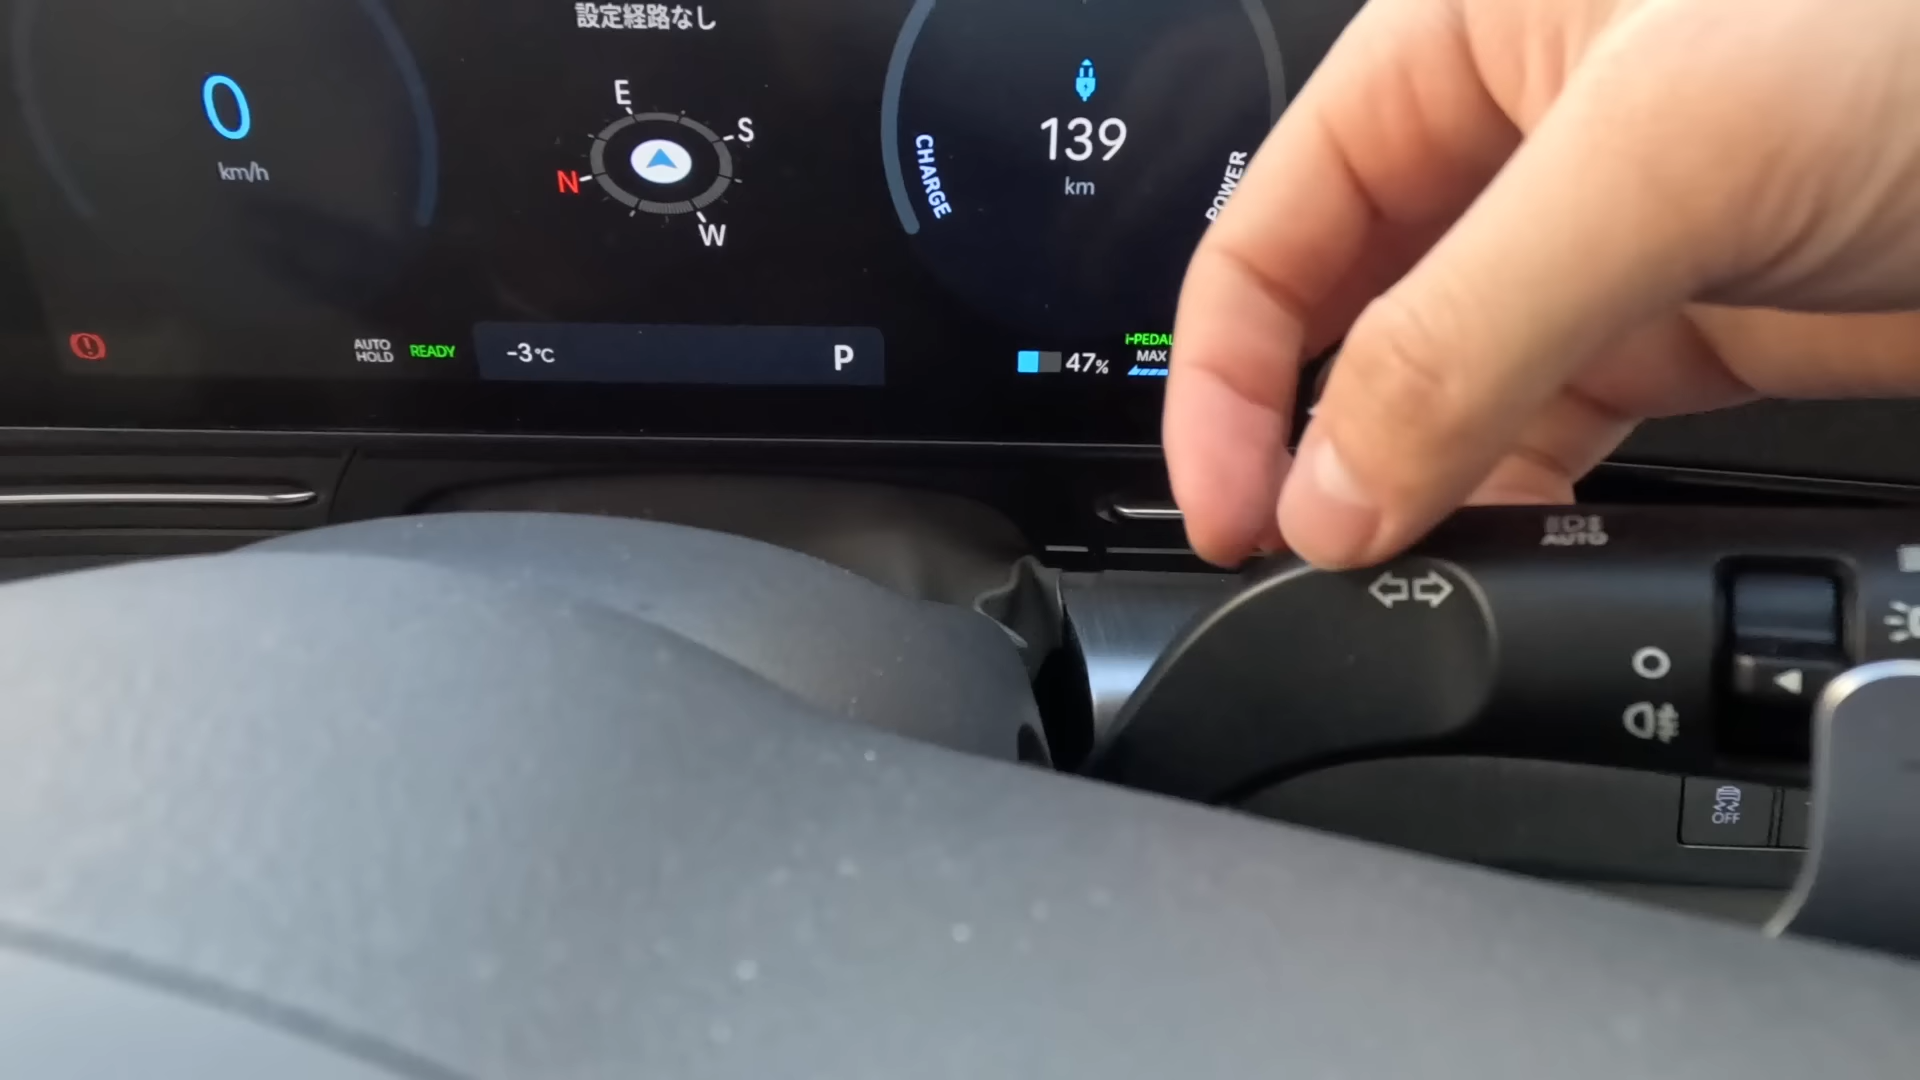 設定経路なし
0
km/h
E
S
N
W
139
km
CHARGE
POWER
AUTO
HOLD
READY
-3°C
P
47%
i-PEDAL
MAX
AUTO
OFF